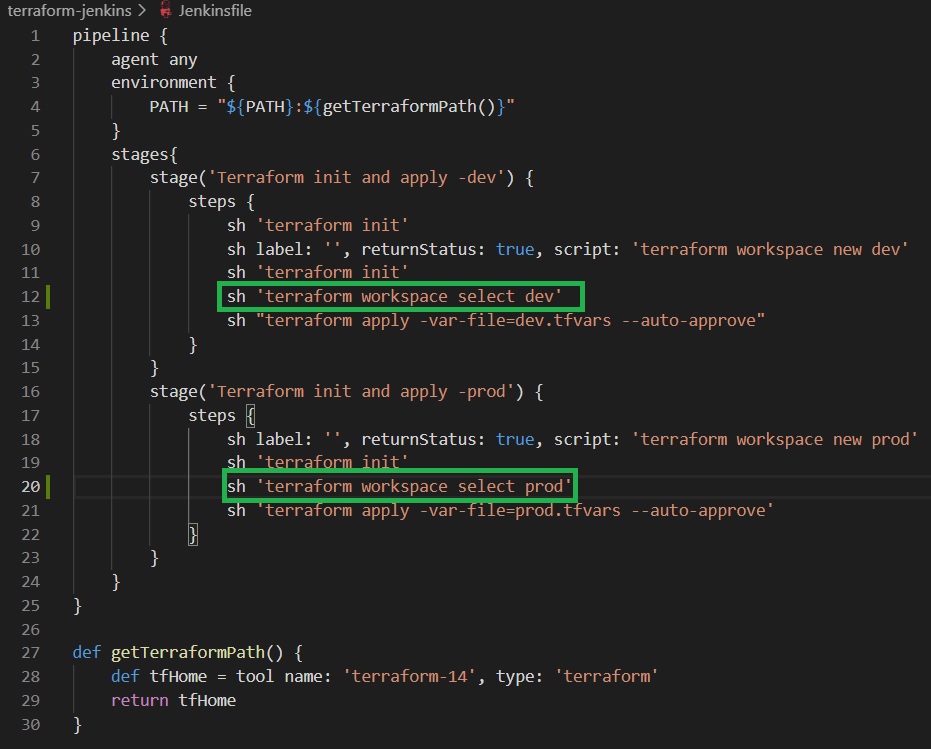 terraform-jenkins > Jenkinsfile
1 pipeline {
2     agent any
3     environment {
4         PATH = "${PATH}:${getTerraformPath()}"
5     }
6     stages{
7         stage('Terraform init and apply -dev') {
8             steps {
9                 sh 'terraform init'
10                 sh label: '', returnStatus: true, script: 'terraform workspace new dev'
11                 sh 'terraform init'
12                 sh 'terraform workspace select dev'
13                 sh "terraform apply -var-file=dev.tfvars --auto-approve"
14             }
15         }
16         stage('Terraform init and apply -prod') {
17             steps {
18                 sh label: '', returnStatus: true, script: 'terraform workspace new prod'
19                 sh 'terraform init'
20                 sh 'terraform workspace select prod'
21                 sh 'terraform apply -var-file=prod.tfvars --auto-approve'
22             }
23         }
24     }
25 }
26
27 def getTerraformPath() {
28     def tfHome = tool name: 'terraform-14', type: 'terraform'
29     return tfHome
30 }